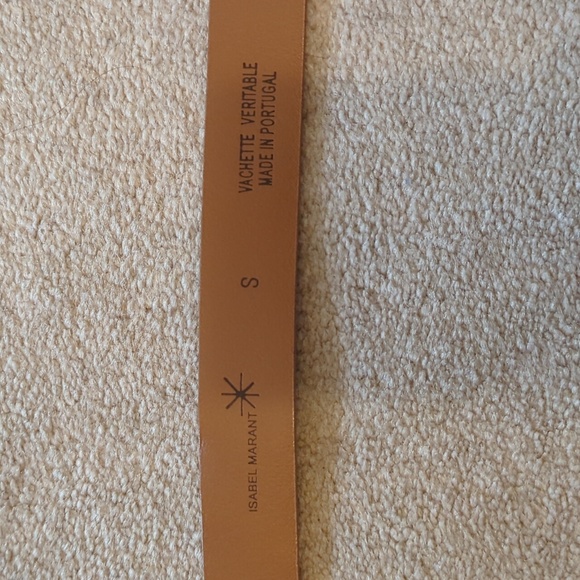 ISABEL MARANT
S
VACHETTE VERITABLE
MADE IN PORTUGAL